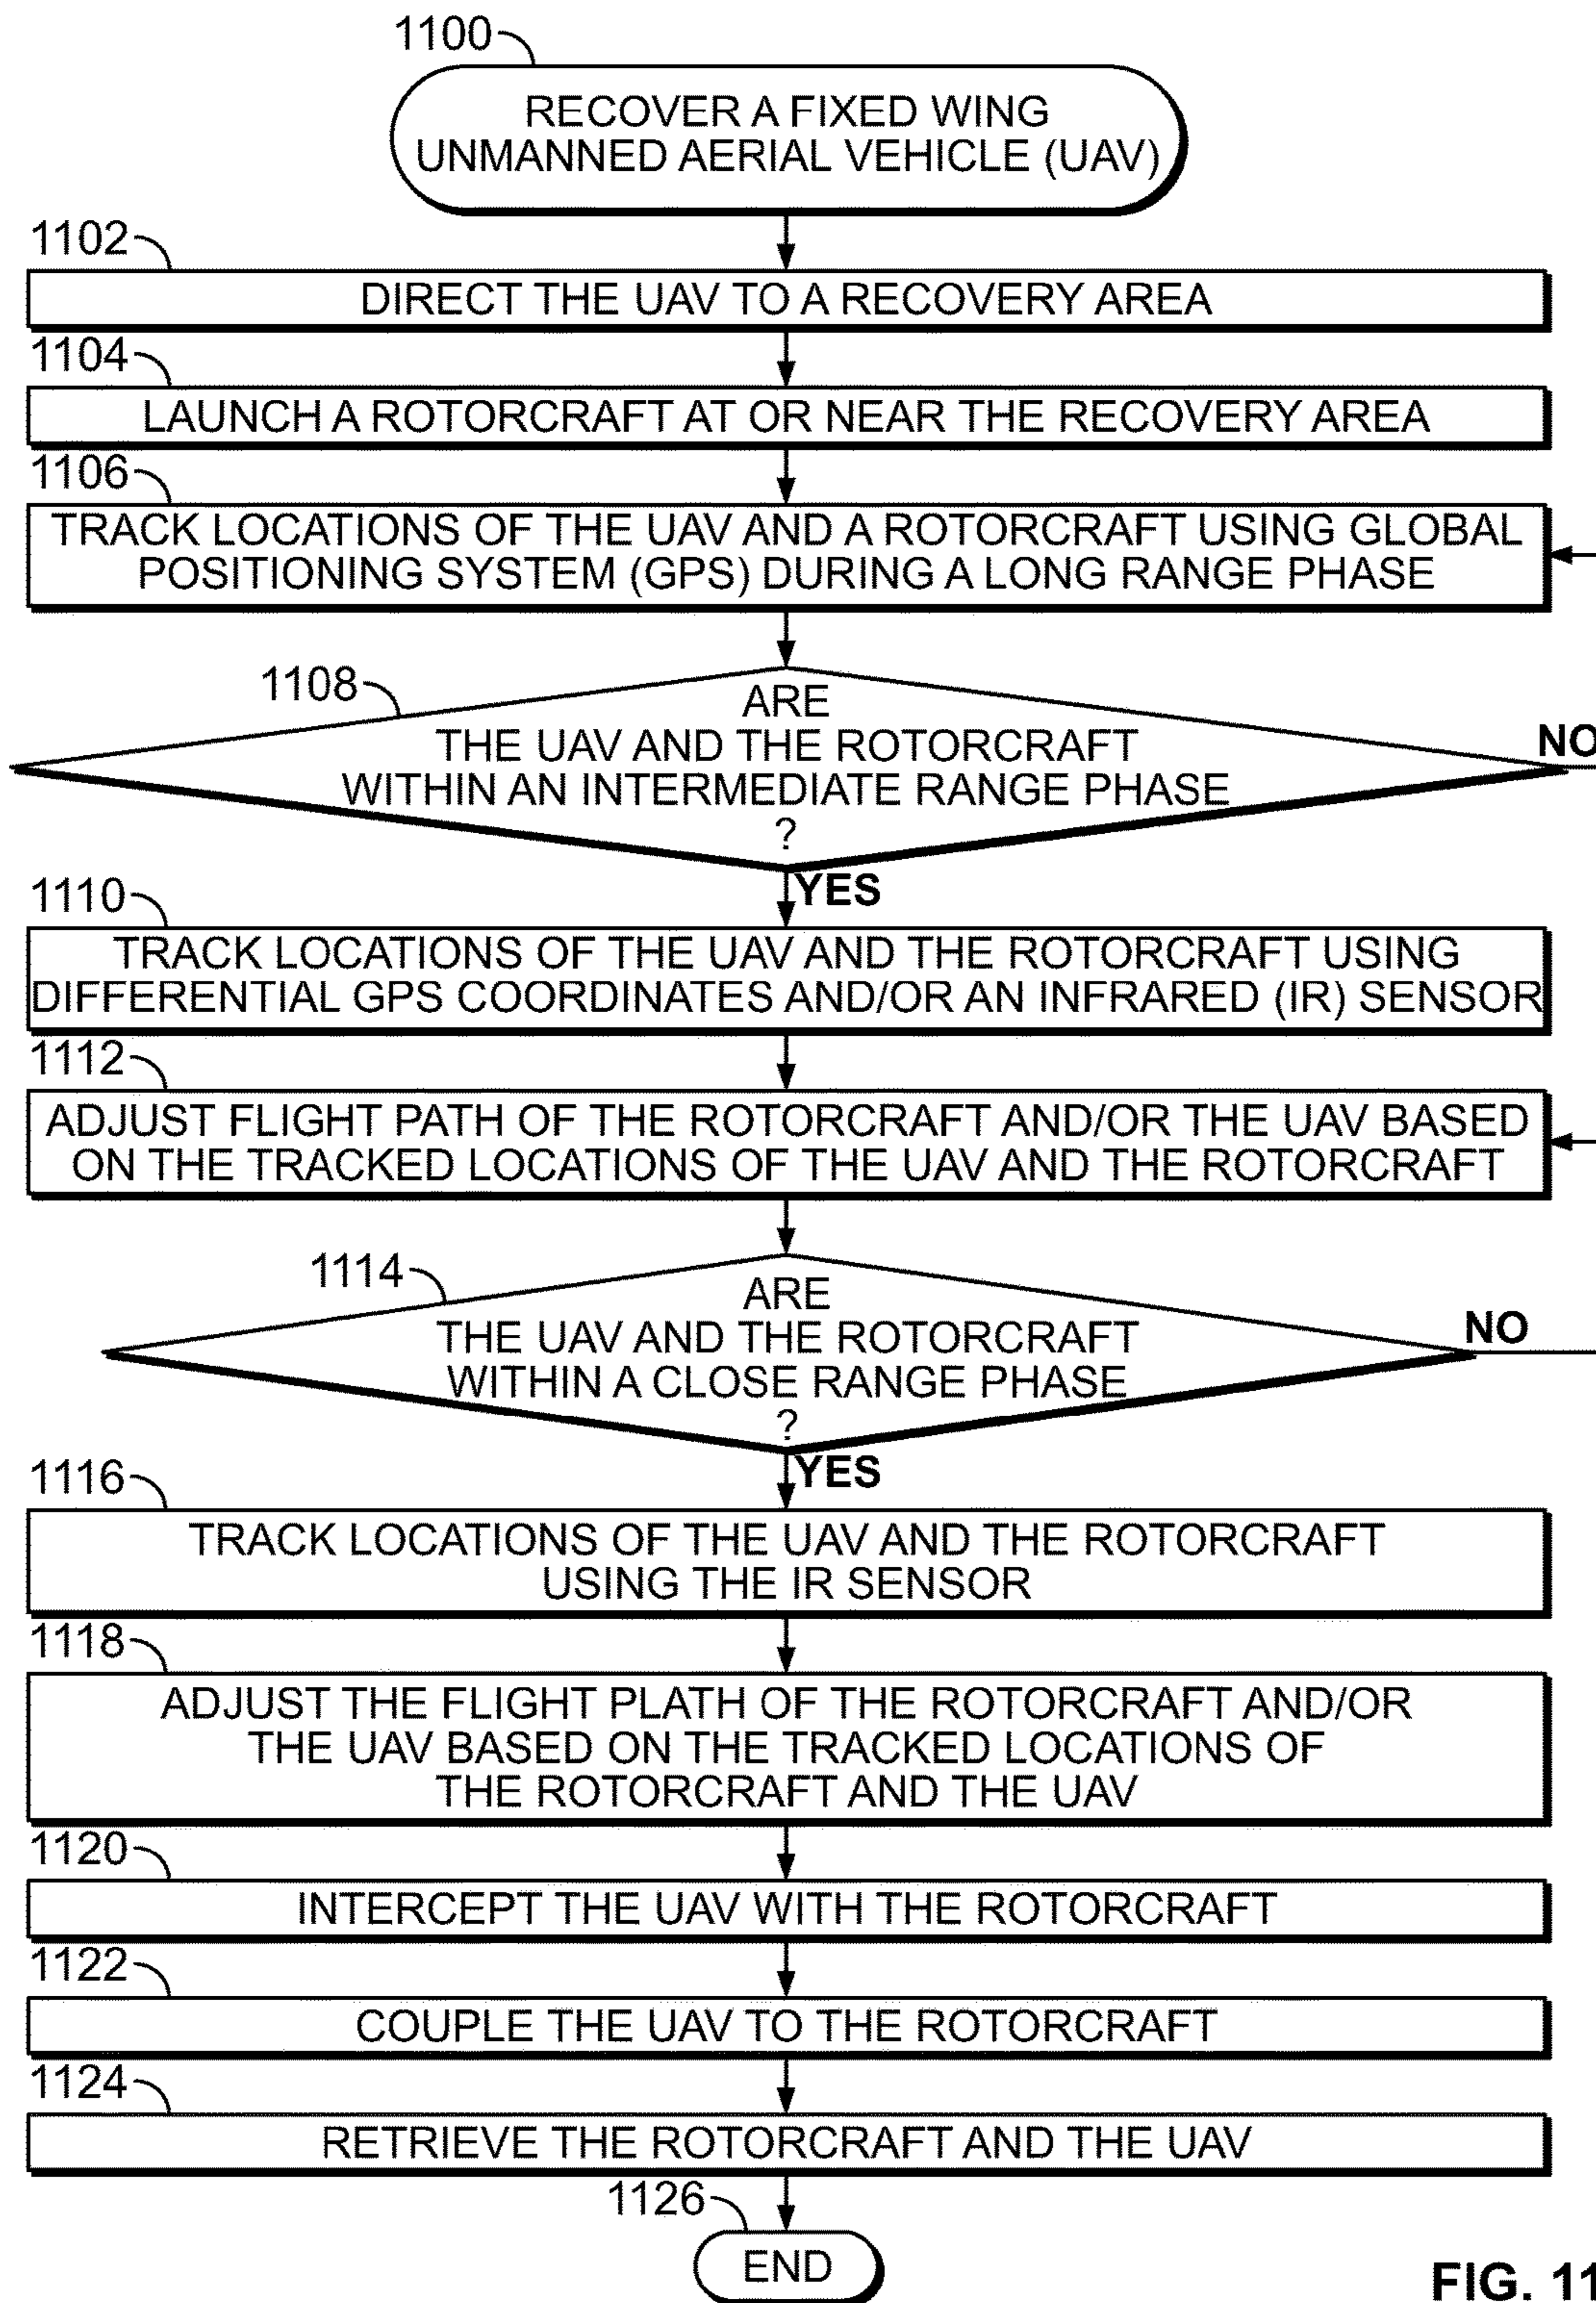 1100
RECOVER A FIXED WING
UNMANNED AERIAL VEHICLE (UAV)
1102
DIRECT THE UAV TO A RECOVERY AREA
1104
LAUNCH A ROTORCRAFT AT OR NEAR THE RECOVERY AREA
1106
TRACK LOCATIONS OF THE UAV AND A ROTORCRAFT USING GLOBAL
POSITIONING SYSTEM (GPS) DURING A LONG RANGE PHASE
1108
ARE
THE UAV AND THE ROTORCRAFT
WITHIN AN INTERMEDIATE RANGE PHASE
?
NO
YES
1110
TRACK LOCATIONS OF THE UAV AND THE ROTORCRAFT USING
DIFFERENTIAL GPS COORDINATES AND/OR AN INFRARED (IR) SENSOR
1112
ADJUST FLIGHT PATH OF THE ROTORCRAFT AND/OR THE UAV BASED
ON THE TRACKED LOCATIONS OF THE UAV AND THE ROTORCRAFT
1114
ARE
THE UAV AND THE ROTORCRAFT
WITHIN A CLOSE RANGE PHASE
?
NO
YES
1116
TRACK LOCATIONS OF THE UAV AND THE ROTORCRAFT
USING THE IR SENSOR
1118
ADJUST THE FLIGHT PLATH OF THE ROTORCRAFT AND/OR
THE UAV BASED ON THE TRACKED LOCATIONS OF
THE ROTORCRAFT AND THE UAV
1120
INTERCEPT THE UAV WITH THE ROTORCRAFT
1122
COUPLE THE UAV TO THE ROTORCRAFT
1124
RETRIEVE THE ROTORCRAFT AND THE UAV
1126
END
FIG. 11